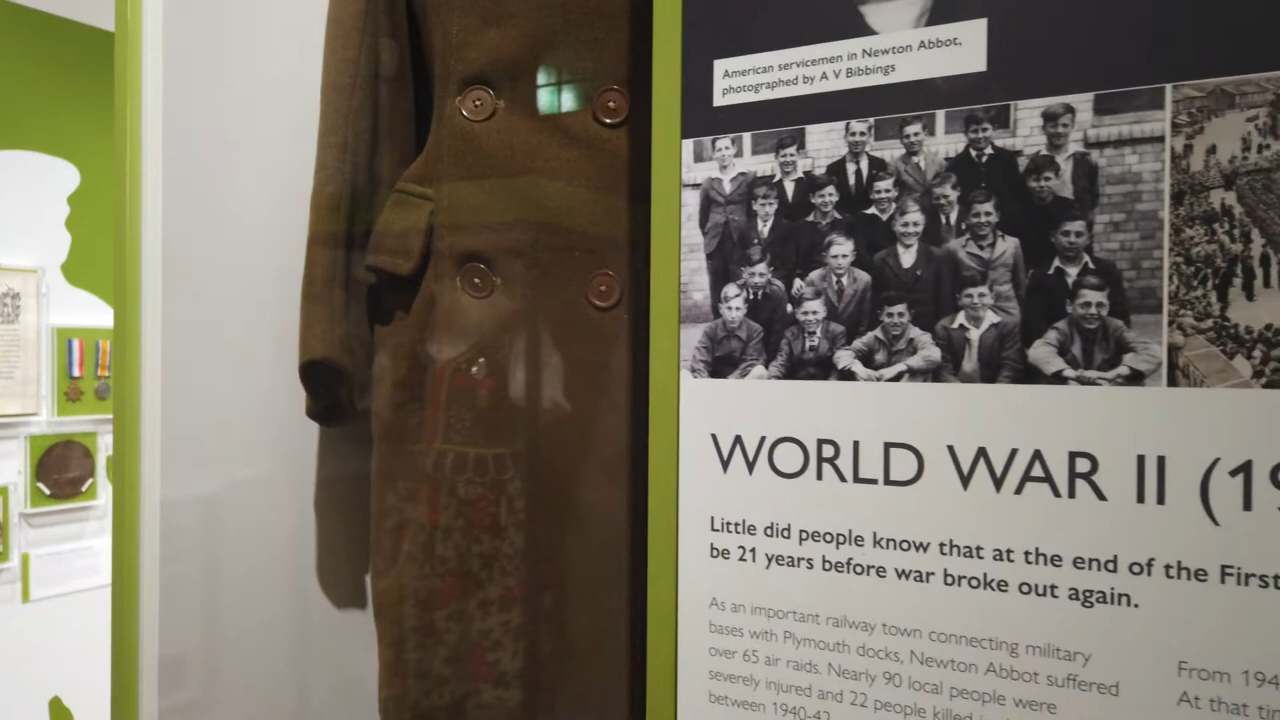 American servicemen in Newton Abbot,
photographed by A V Bibbings
WORLD WAR II (19
Little did people know that at the end of the First
be 21 years before war broke out again.
As an important railway town connecting military
bases with Plymouth docks, Newton Abbot suffered
over 65 air raids. Nearly 90 local people were
severely injured and 22 people killed
between 1940-42
From 194
At that